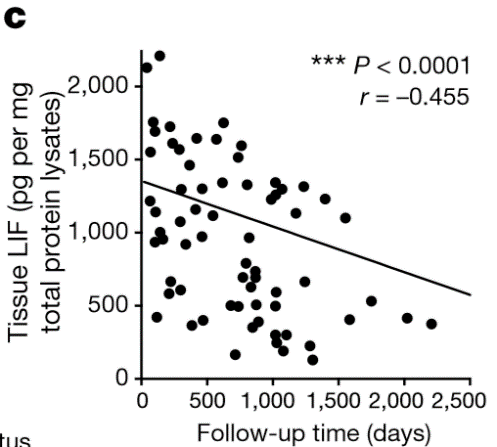 c
*** P < 0.0001
r = –0.455
Tissue LIF (pg per mg
total protein lysates)
2,000
1,500
1,000
500
0
0 500 1,000 1,500 2,000 2,500
Follow-up time (days)
tus